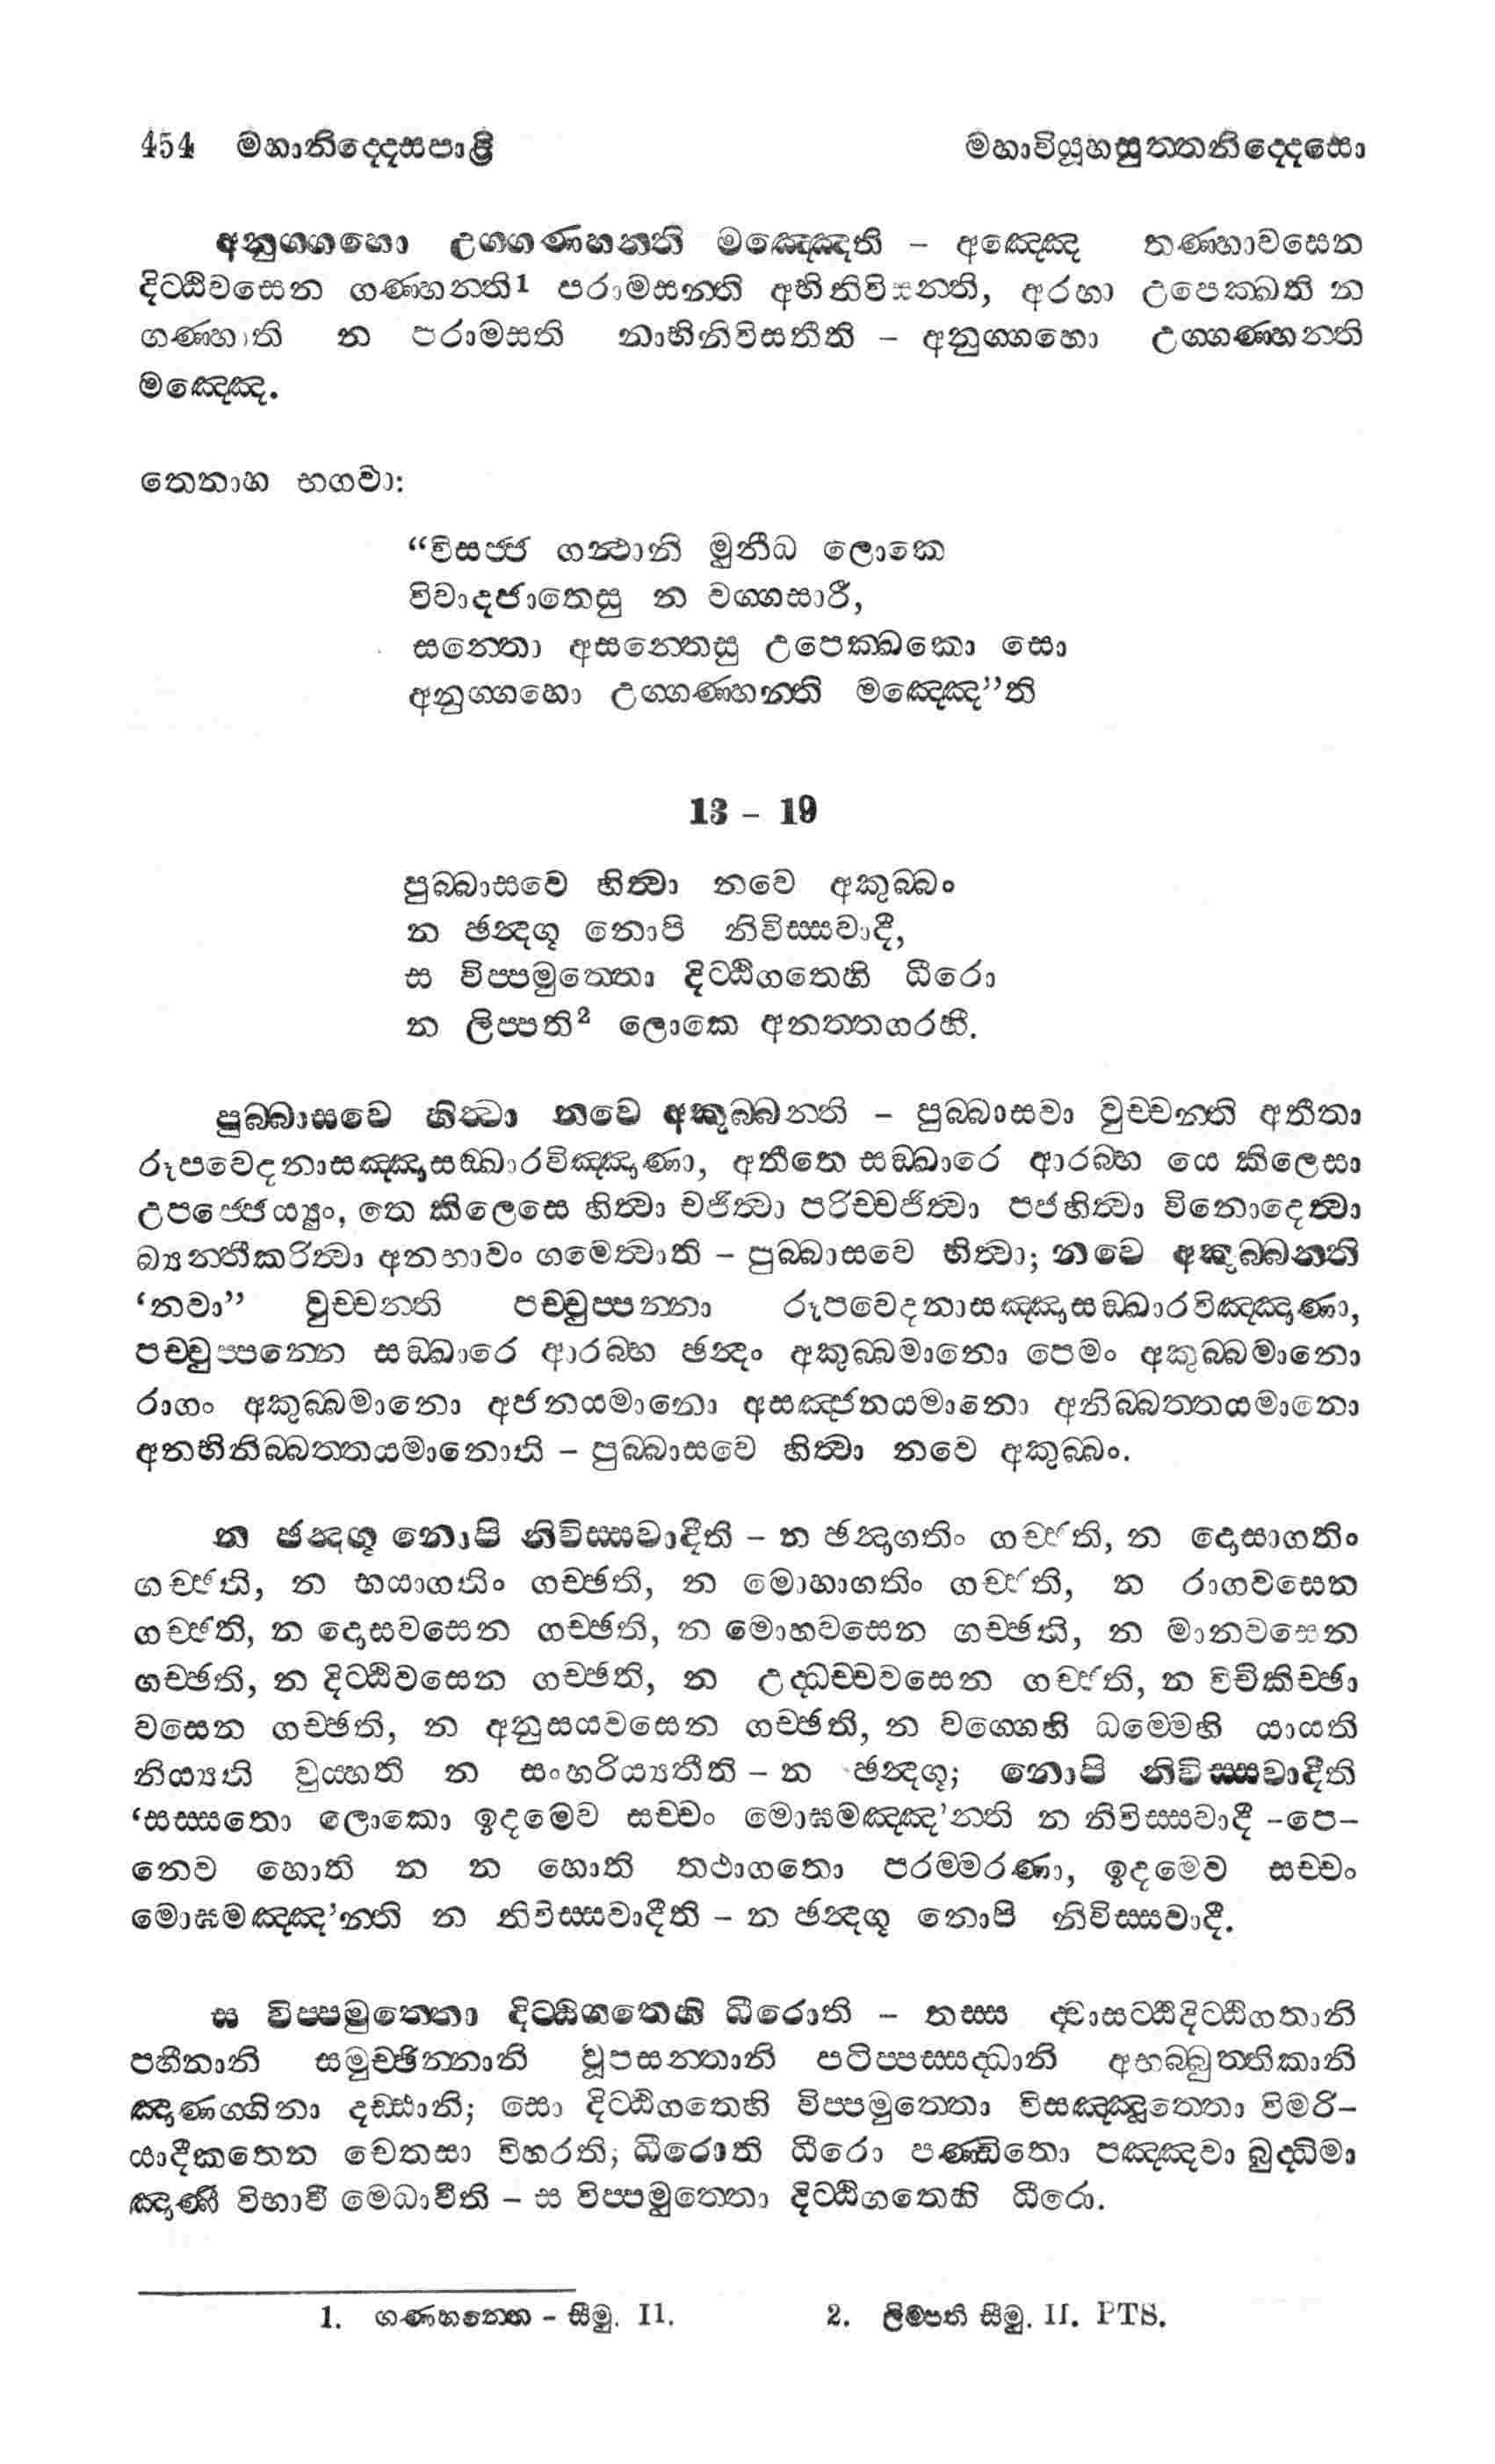 454 මහානිද්දෙසපාළි මහාවියූහසුත්තනිද්දෙසො
අනුග්ගහො උග්ගණහන්ති මඤ්ඤෙති – අඤ්ඤෙ තණ්හාවසෙන
දිට්ඨිවසෙන ගණ්හන්ති¹ පරාමසන්ති අභිනිවිසන්ති, අරහා උපෙක්ඛති න
ගණ්හාති න පරාමසති නාභිනිවිසතීති – අනුග්ගහො උග්ගණ්හන්ති
මඤ්ඤෙ.
තෙනාහ භගවා:
“විසජ්ජ ගන්ථානි මුනීධ ලොකෙ
විවාදජාතෙසු න වග්ගසාරී,
සන්තො අසන්තෙසු උපෙක්ඛකො සො
අනුග්ගහො උග්ගණ්හන්ති මඤ්ඤෙ”ති
13 – 19
පුබ්බාසවෙ හිත්වා නවෙ අකුබ්බං
න ඡන්දගූ නොපි නිවිස්සවාදී,
ස විප්පමුත්තො දිට්ඨිගතෙහි ධීරො
න ලිප්පති² ලොකෙ අනත්තගරහී.
පුබ්බාසවෙ හිත්වා නවෙ අකුබ්බන්ති – පුබ්බාසවා වුච්චන්ති අතීතා
රූපවෙදනාසඤ්ඤාසඞ්ඛාරවිඤ්ඤාණා, අතීතෙ සඞ්ඛාරෙ ආරබ්භ යෙ කිලෙසා
උපජ්ජෙය්‍යුං, තෙ කිලෙසෙ හිත්වා චජිත්වා පරිච්චජිත්වා පජහිත්වා විනොදෙත්වා
බ්‍යන්තීකරිත්වා අනභාවං ගමෙත්වාති – පුබ්බාසවෙ හිත්වා; නවෙ අකුබ්බන්ති
‘නවා” වුච්චන්ති පච්චුප්පන්නා රූපවෙදනාසඤ්ඤාසඞ්ඛාරවිඤ්ඤාණා,
පච්චුප්පන්නෙ සඞ්ඛාරෙ ආරබ්භ ඡන්දං අකුබ්බමානො පෙමං අකුබ්බමානො
රාගං අකුබ්බමානො අජනයමානො අසඤ්ජනයමානො අනිබ්බත්තයමානො
අනභිනිබ්බත්තයමානොති – පුබ්බාසවෙ හිත්වා නවෙ අකුබ්බං.
න ඡන්දගූ නොපි නිවිස්සවාදීති – න ඡන්දාගතිං ගච්ඡති, න දොසාගතිං
ගච්ඡති, න භයාගතිං ගච්ඡති, න මොහාගතිං ගච්ඡති, න රාගවසෙන
ගච්ඡති, න දොසවසෙන ගච්ඡති, න මොහවසෙන ගච්ඡති, න මානවසෙන
ගච්ඡති, න දිට්ඨිවසෙන ගච්ඡති, න උද්ධච්චවසෙන ගච්ඡති, න විචිකිච්ඡා
වසෙන ගච්ඡති, න අනුසයවසෙන ගච්ඡති, න වග්ගෙහි ධම්මෙහි යායති
නිය්‍යති වුය්හති න සංහරිය්‍යතීති – න ඡන්දගූ; නොපි නිවිස්සවාදීති
‘සස්සතො ලොකො ඉදමෙව සච්චං මොඝමඤ්ඤ’න්ති න නිවිස්සවාදී –පෙ–
නෙව හොති න න හොති තථාගතො පරම්මරණා, ඉදමෙව සච්චං
මොඝමඤ්ඤ’න්ති න නිවිස්සවාදීති – න ඡන්දගූ නොපි නිවිස්සවාදී.
ස විප්පමුත්තො දිට්ඨිගතෙහි ධීරොති – තස්ස ද්වාසට්ඨිදිට්ඨිගතානි
පහීනානි සමුච්ඡින්නානි වූපසන්තානි පටිප්පස්සද්ධානි අභබ්බුත්තිකානි
ඤාණග්ගිනා දඩ්ඪානි; සො දිට්ඨිගතෙහි විප්පමුත්තො විසඤ්ඤුත්තො විමරි–
යාදීකතෙන චෙතසා විහරති; ධීරොති ධීරො පණ්ඩිතො පඤ්ඤවා බුද්ධිමා
ඤාණී විභාවී මෙධාවීති – ස විප්පමුත්තො දිට්ඨිගතෙහි ධීරො.
1. ගණ්හන්තෙ – සීමු. II. 2. ලිම්පති සීමු. II. PTS.